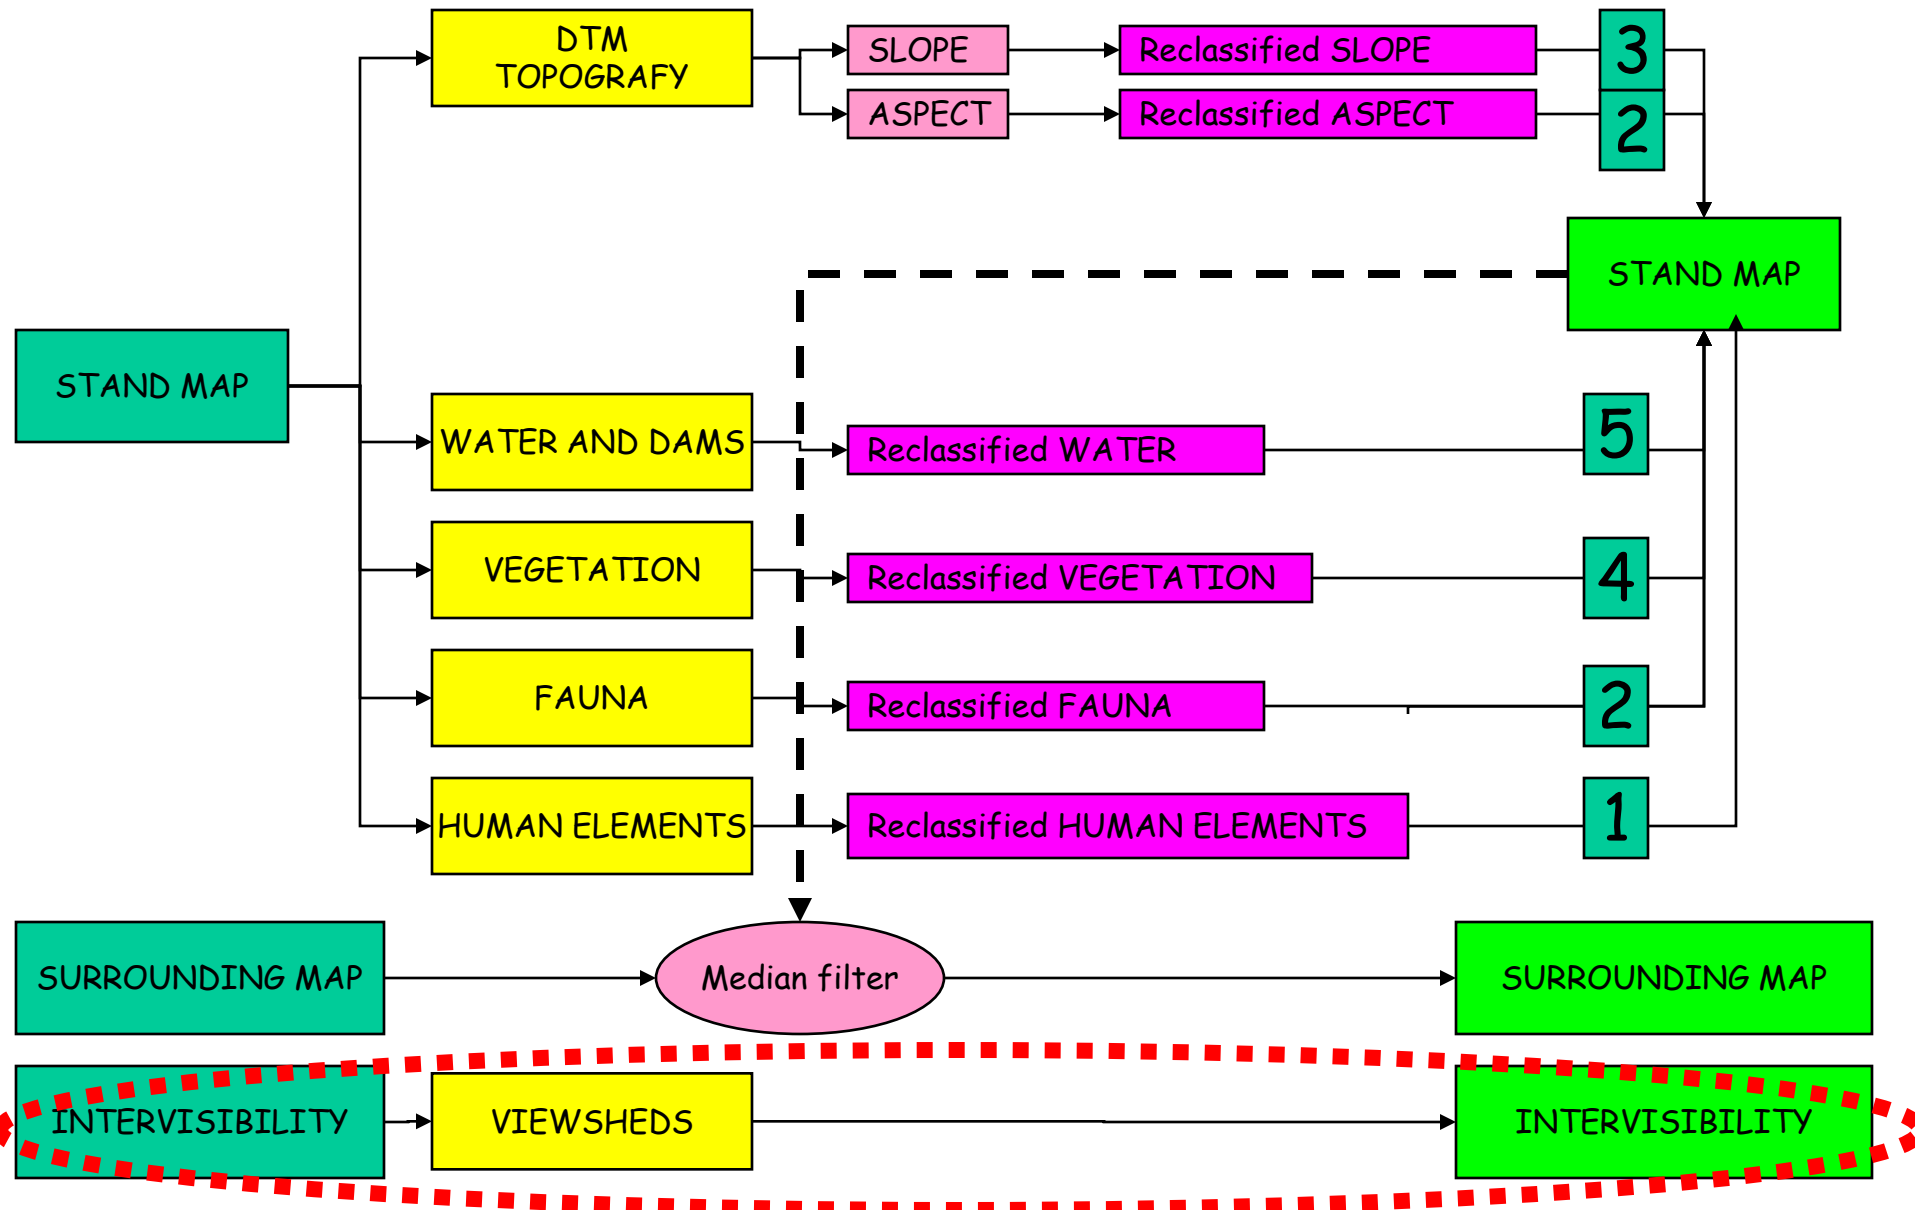 DTM
TOPOGRAFY
SLOPE
Reclassified SLOPE
3
ASPECT
Reclassified ASPECT
2
STAND MAP
STAND MAP
WATER AND DAMS
Reclassified WATER
5
VEGETATION
Reclassified VEGETATION
4
FAUNA
Reclassified FAUNA
2
HUMAN ELEMENTS
Reclassified HUMAN ELEMENTS
1
SURROUNDING MAP
Median filter
SURROUNDING MAP
INTERVISIBILITY
VIEWSHEDS
INTERVISIBILITY